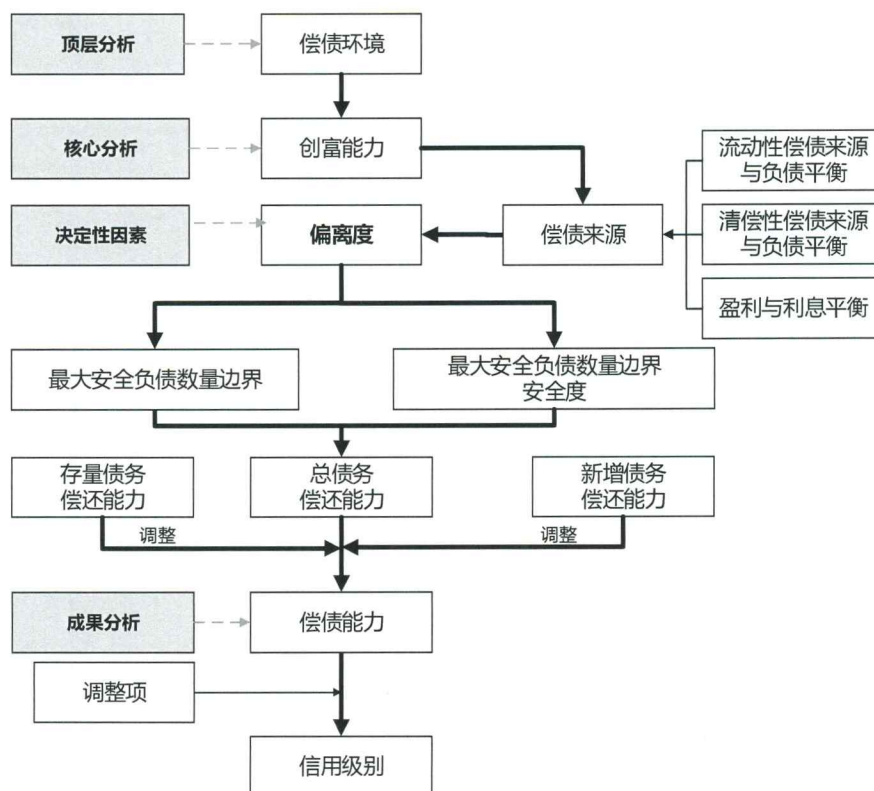 顶层分析
偿债环境
核心分析
创富能力
流动性偿债来源
与负债平衡
决定性因素
偏离度
偿债来源
清偿性偿债来源
与负债平衡
盈利与利息平衡
最大安全负债数量边界
最大安全负债数量边界
安全度
存量债务
偿还能力
总债务
偿还能力
新增债务
偿还能力
调整
调整
成果分析
偿债能力
调整项
信用级别